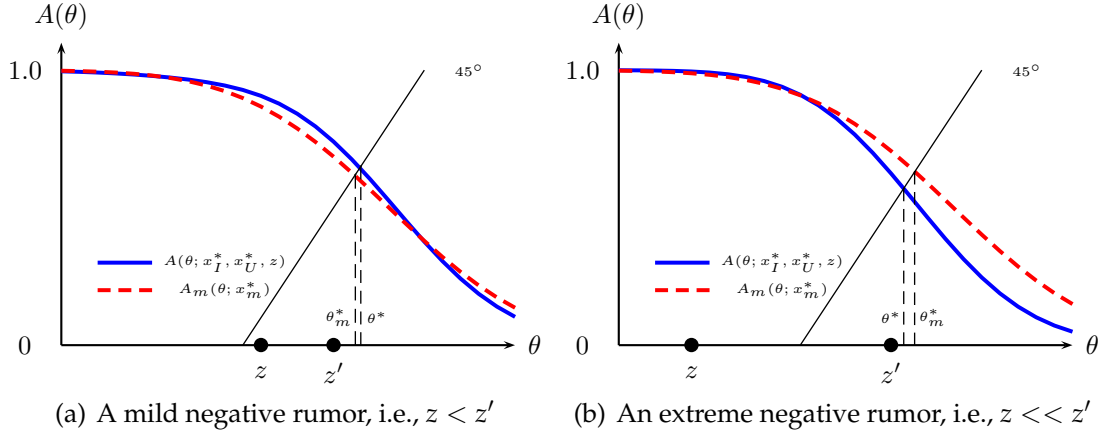 A(θ)
1.0
45°
A(θ; x*_I, x*_U, z)
A_m(θ; x*_m)
θ*_m
θ*
0
θ
z
z′
(a) A mild negative rumor, i.e., z < z′
A(θ)
1.0
45°
A(θ; x*_I, x*_U, z)
A_m(θ; x*_m)
θ*
θ*_m
0
θ
z
z′
(b) An extreme negative rumor, i.e., z << z′